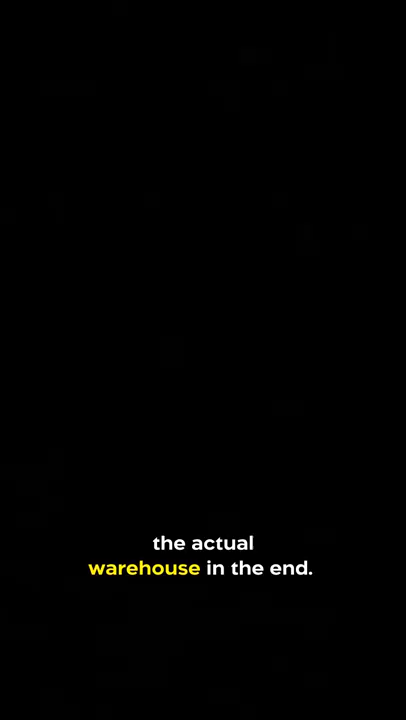 the actual
warehouse in the end.